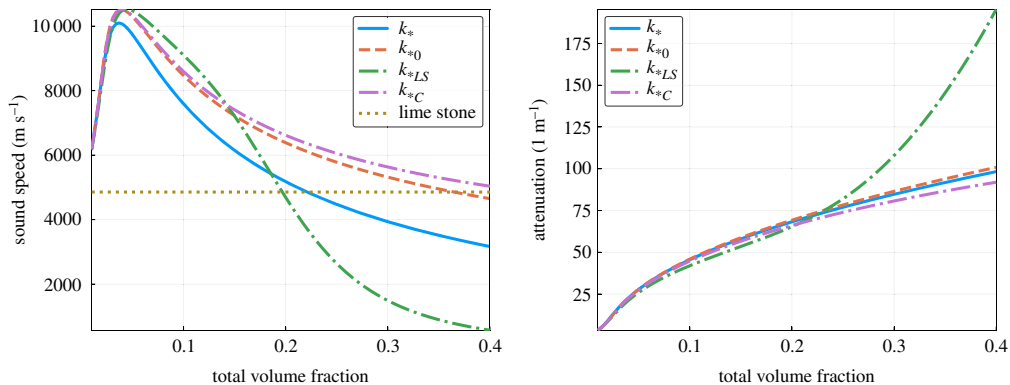 sound speed (m s⁻¹)
10 000
8000
6000
4000
2000
0.1 0.2 0.3 0.4
total volume fraction
k*
k*0
k*LS
k*C
lime stone
attenuation (1 m⁻¹)
175
150
125
100
75
50
25
0.1 0.2 0.3 0.4
total volume fraction
k*
k*0
k*LS
k*C